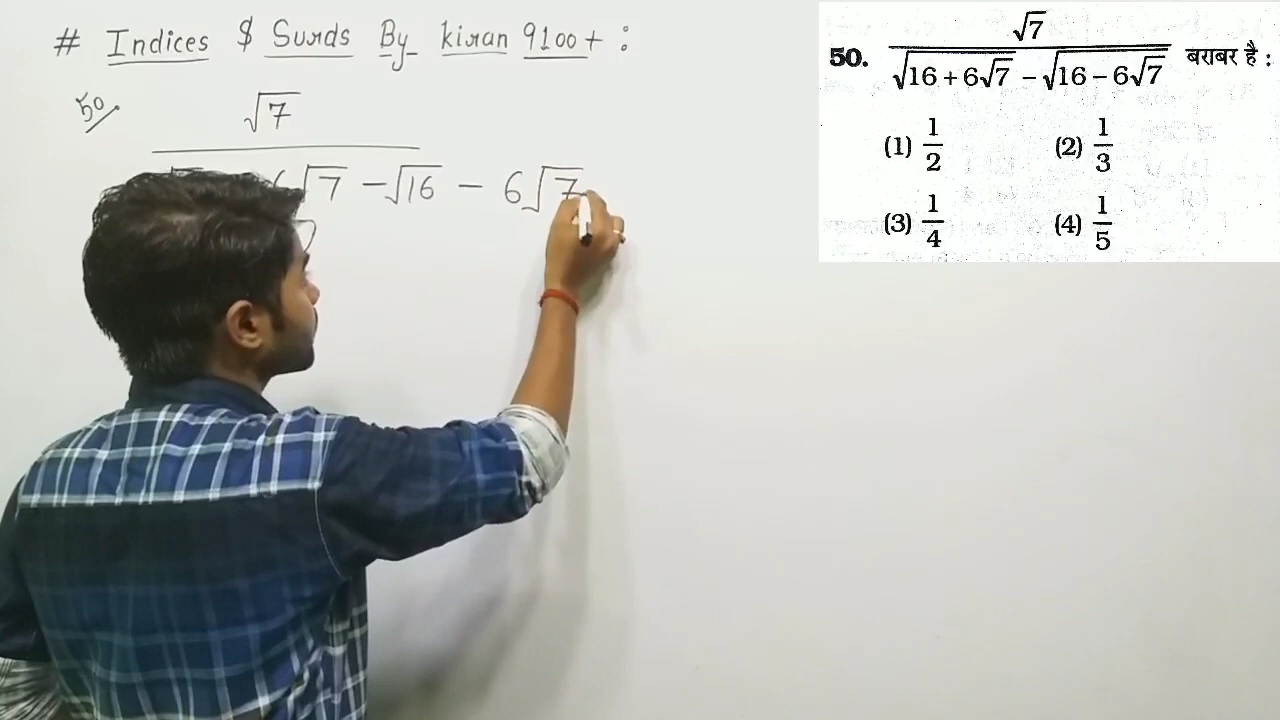 # Indices $ Surds By kiran 9100+ :
50
√7
6√7 - √16 - 6√7
50. √7 / (√(16 + 6√7) - √(16 - 6√7)) बराबर है :
(1) 1/2 (2) 1/3
(3) 1/4 (4) 1/5